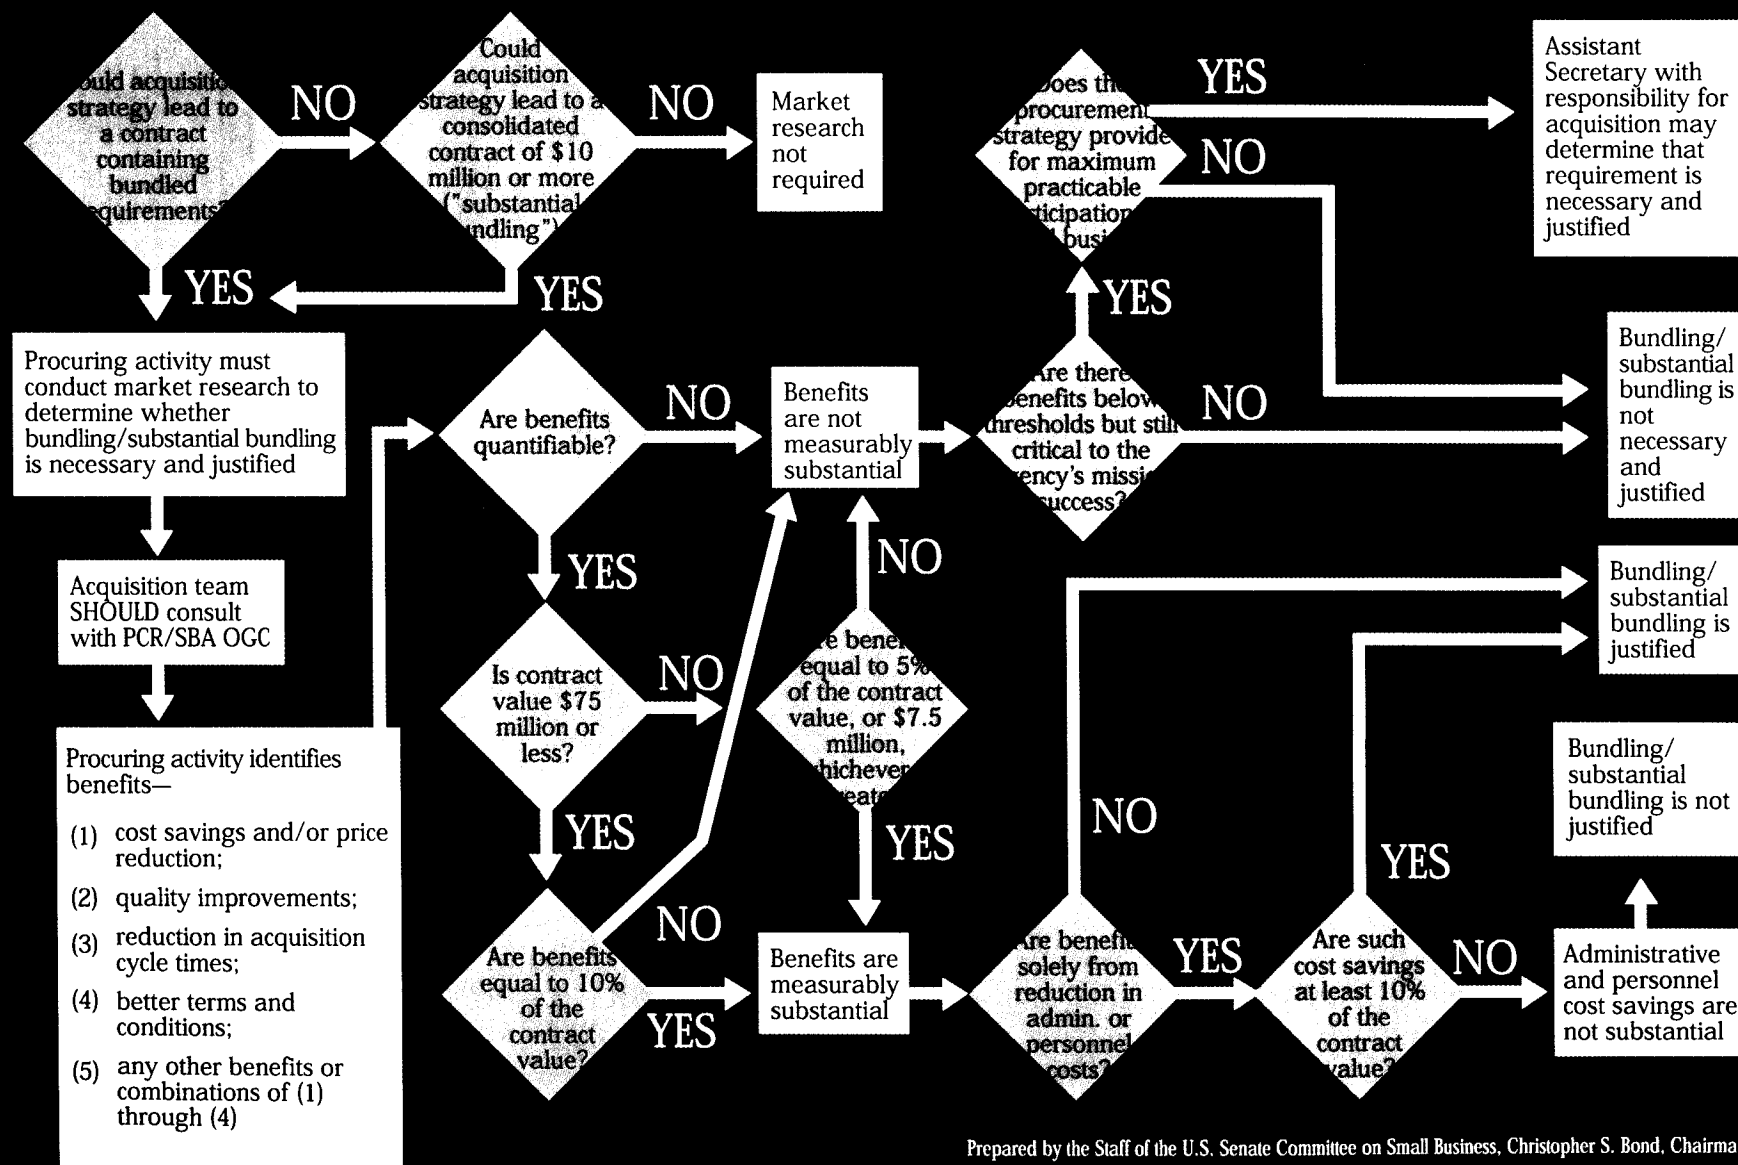 acquisition
strategy lead to
a contract
containing
bundled
NO
Could
acquisition
strategy lead to a
consolidated
contract of $10
million or more
("substantial
NO
Market
research
not
required
YES
YES
procurement
strategy provide
for maximum
practicable
YES
NO
Assistant
Secretary with
responsibility for
acquisition may
determine that
requirement is
necessary and
justified
YES
Procuring activity must
conduct market research to
determine whether
bundling/substantial bundling
is necessary and justified
Acquisition team
SHOULD consult
with PCR/SBA OGC
Procuring activity identifies
benefits—
(1) cost savings and/or price
reduction;
(2) quality improvements;
(3) reduction in acquisition
cycle times;
(4) better terms and
conditions;
(5) any other benefits or
combinations of (1)
through (4)
Are benefits
quantifiable?
NO
YES
Benefits
are not
measurably
substantial
Are there
benefits below
thresholds but still
critical to the
success?
NO
Bundling/
substantial
bundling is
not
necessary
and
justified
Is contract
value $75
million or
less?
NO
YES
NO
equal to 5%
of the contract
value, or $7.5
million,
YES
Are benefits
equal to 10%
of the
contract
value?
NO
YES
Benefits are
measurably
substantial
solely from
reduction in
admin. or
personnel
costs?
NO
YES
Bundling/
substantial
bundling is
justified
Are such
cost savings
at least 10%
of the
contract
value?
YES
NO
Administrative
and personnel
cost savings are
not substantial
Bundling/
substantial
bundling is not
justified
Prepared by the Staff of the U.S. Senate Committee on Small Business, Christopher S. Bond,